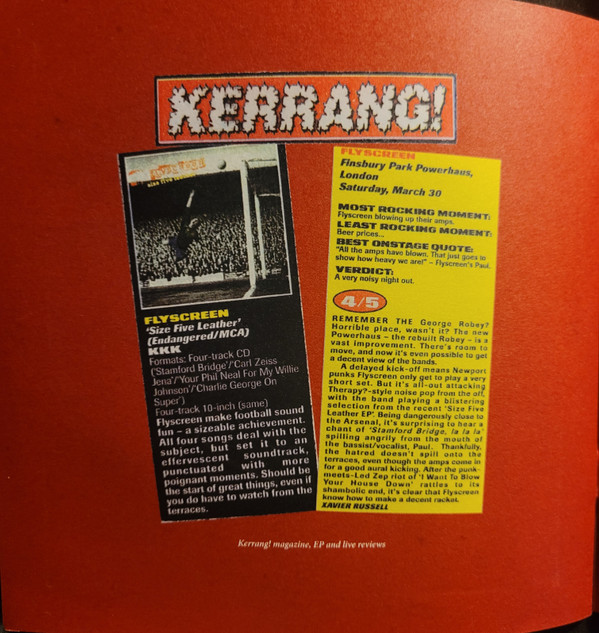 KERRANG!
FLYSCREEN
'Size Five Leather'
(Endangered/MCA)
KKK
Formats: Four-track CD
('Stamford Bridge'/'Carl Zeiss
Jena'/'Your Phil Neal For My Willie
Johnson'/'Charlie George On
Super')
Four-track 10-inch (same)
Flyscreen make football sound
fun – a sizeable achievement.
All four songs deal with the
subject, but set it to an
effervescent soundtrack,
punctuated with more
poignant moments. Should be
the start of great things, even if
you do have to watch from the
terraces.
FLYSCREEN
Finsbury Park Powerhaus,
London
Saturday, March 30
MOST ROCKING MOMENT:
Flyscreen blowing up their amps.
LEAST ROCKING MOMENT:
Beer prices...
BEST ONSTAGE QUOTE:
"All the amps have blown. That just goes to
show how heavy we are!" – Flyscreen's Paul.
VERDICT:
A very noisy night out.
4/5
REMEMBER THE George Robey?
Horrible place, wasn't it? The new
Powerhaus – the rebuilt Robey – is a
vast improvement. There's room to
move, and now it's even possible to get
a decent view of the bands.
A delayed kick-off means Newport
punks Flyscreen only get to play a very
short set. But it's all-out attacking
Therapy?-style noise pop from the off,
with the band playing a blistering
selection from the recent 'Size Five
Leather EP'. Being dangerously close to
the Arsenal, it's surprising to hear a
chant of 'Stamford Bridge, la la la'
spilling angrily from the mouth of
the bassist/vocalist, Paul. Thankfully,
the hatred doesn't spill onto the
terraces, even though the amps come in
for a good aural kicking. After the punk-
meets-Led Zep riot of 'I Want To Blow
Your House Down' rattles to its
shambolic end, it's clear that Flyscreen
know how to make a decent racket.
XAVIER RUSSELL
Kerrang! magazine, EP and live reviews